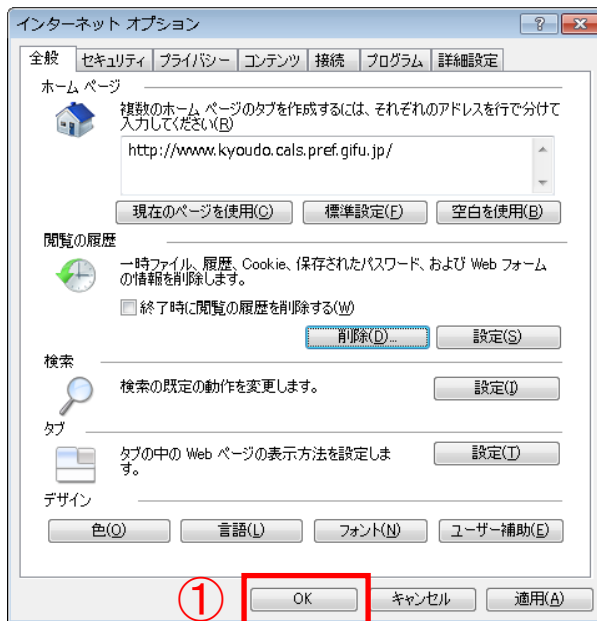 インターネット オプション
全般 セキュリティ プライバシー コンテンツ 接続 プログラム 詳細設定
ホーム ページ
複数のホーム ページのタブを作成するには、それぞれのアドレスを行で分けて
入力してください(R)
http://www.kyoudo.cals.pref.gifu.jp/
現在のページを使用(C) 標準設定(F) 空白を使用(B)
閲覧の履歴
一時ファイル、履歴、Cookie、保存されたパスワード、および Web フォーム
の情報を削除します。
終了時に閲覧の履歴を削除する(W)
削除(D)... 設定(S)
検索
検索の既定の動作を変更します。
設定(I)
タブ
タブの中の Web ページの表示方法を設定しま
す。
設定(T)
デザイン
色(O) 言語(L) フォント(N) ユーザー補助(E)
① OK キャンセル 適用(A)